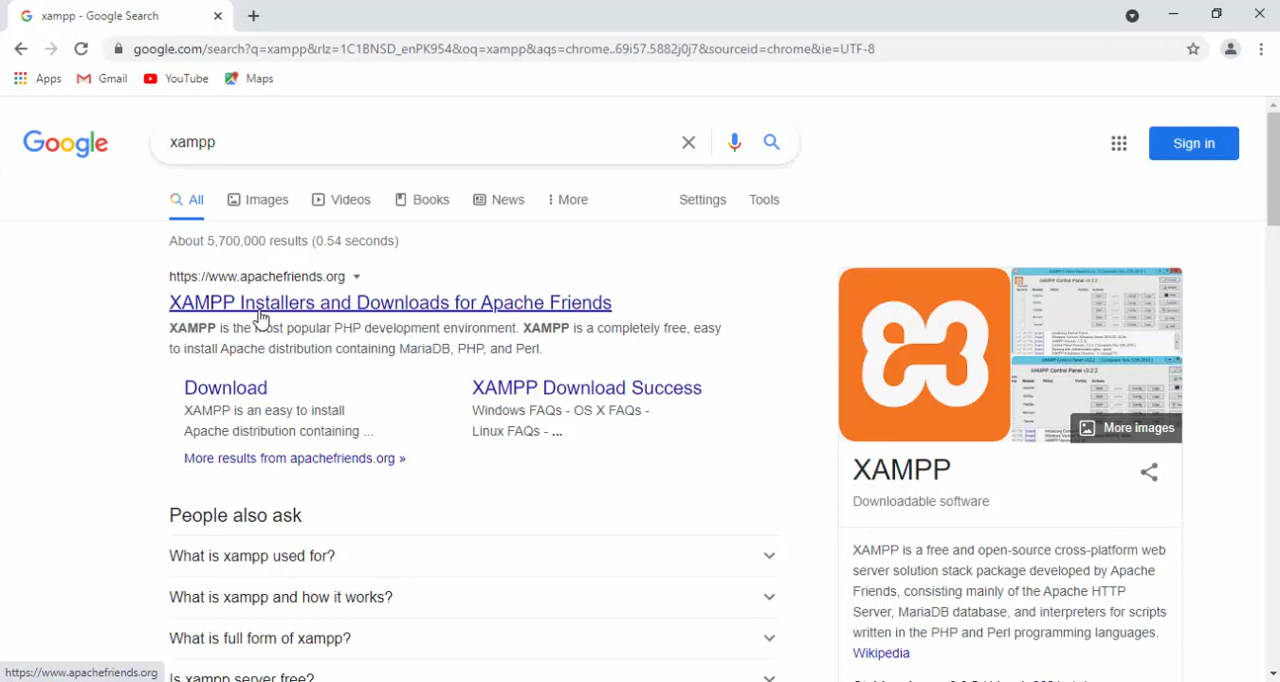 xampp - Google Search
google.com/search?q=xampp&rlz=1C1BNSD_enPK954&oq=xampp&aqs=chrome..69i57.5882j0j7&sourceid=chrome&ie=UTF-8
Apps Gmail YouTube Maps
Google
xampp
Sign in
All Images Videos Books News More Settings Tools
About 5,700,000 results (0.54 seconds)
https://www.apachefriends.org
XAMPP Installers and Downloads for Apache Friends
XAMPP is the most popular PHP development environment. XAMPP is a completely free, easy
to install Apache distribution containing MariaDB, PHP, and Perl.
Download
XAMPP is an easy to install
Apache distribution containing ...
XAMPP Download Success
Windows FAQs - OS X FAQs -
Linux FAQs - ...
More results from apachefriends.org »
People also ask
What is xampp used for?
What is xampp and how it works?
What is full form of xampp?
Is xampp server free?
More images
XAMPP
Downloadable software
XAMPP is a free and open-source cross-platform web
server solution stack package developed by Apache
Friends, consisting mainly of the Apache HTTP
Server, MariaDB database, and interpreters for scripts
written in the PHP and Perl programming languages.
Wikipedia
https://www.apachefriends.org